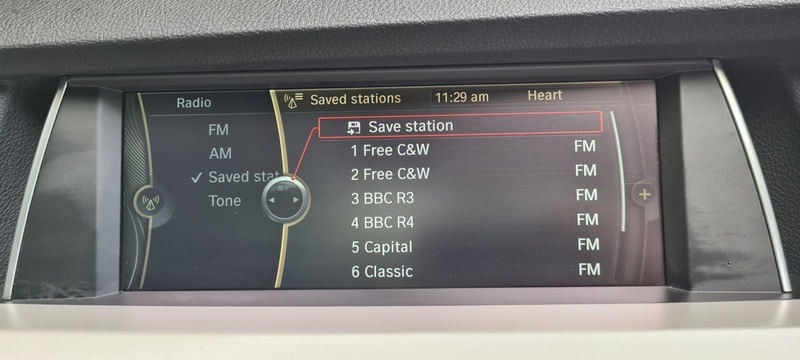 Radio
FM
AM
Saved stat
Tone
Saved stations 11:29 am Heart
Save station
1 Free C&W FM
2 Free C&W FM
3 BBC R3 FM
4 BBC R4 FM
5 Capital FM
6 Classic FM